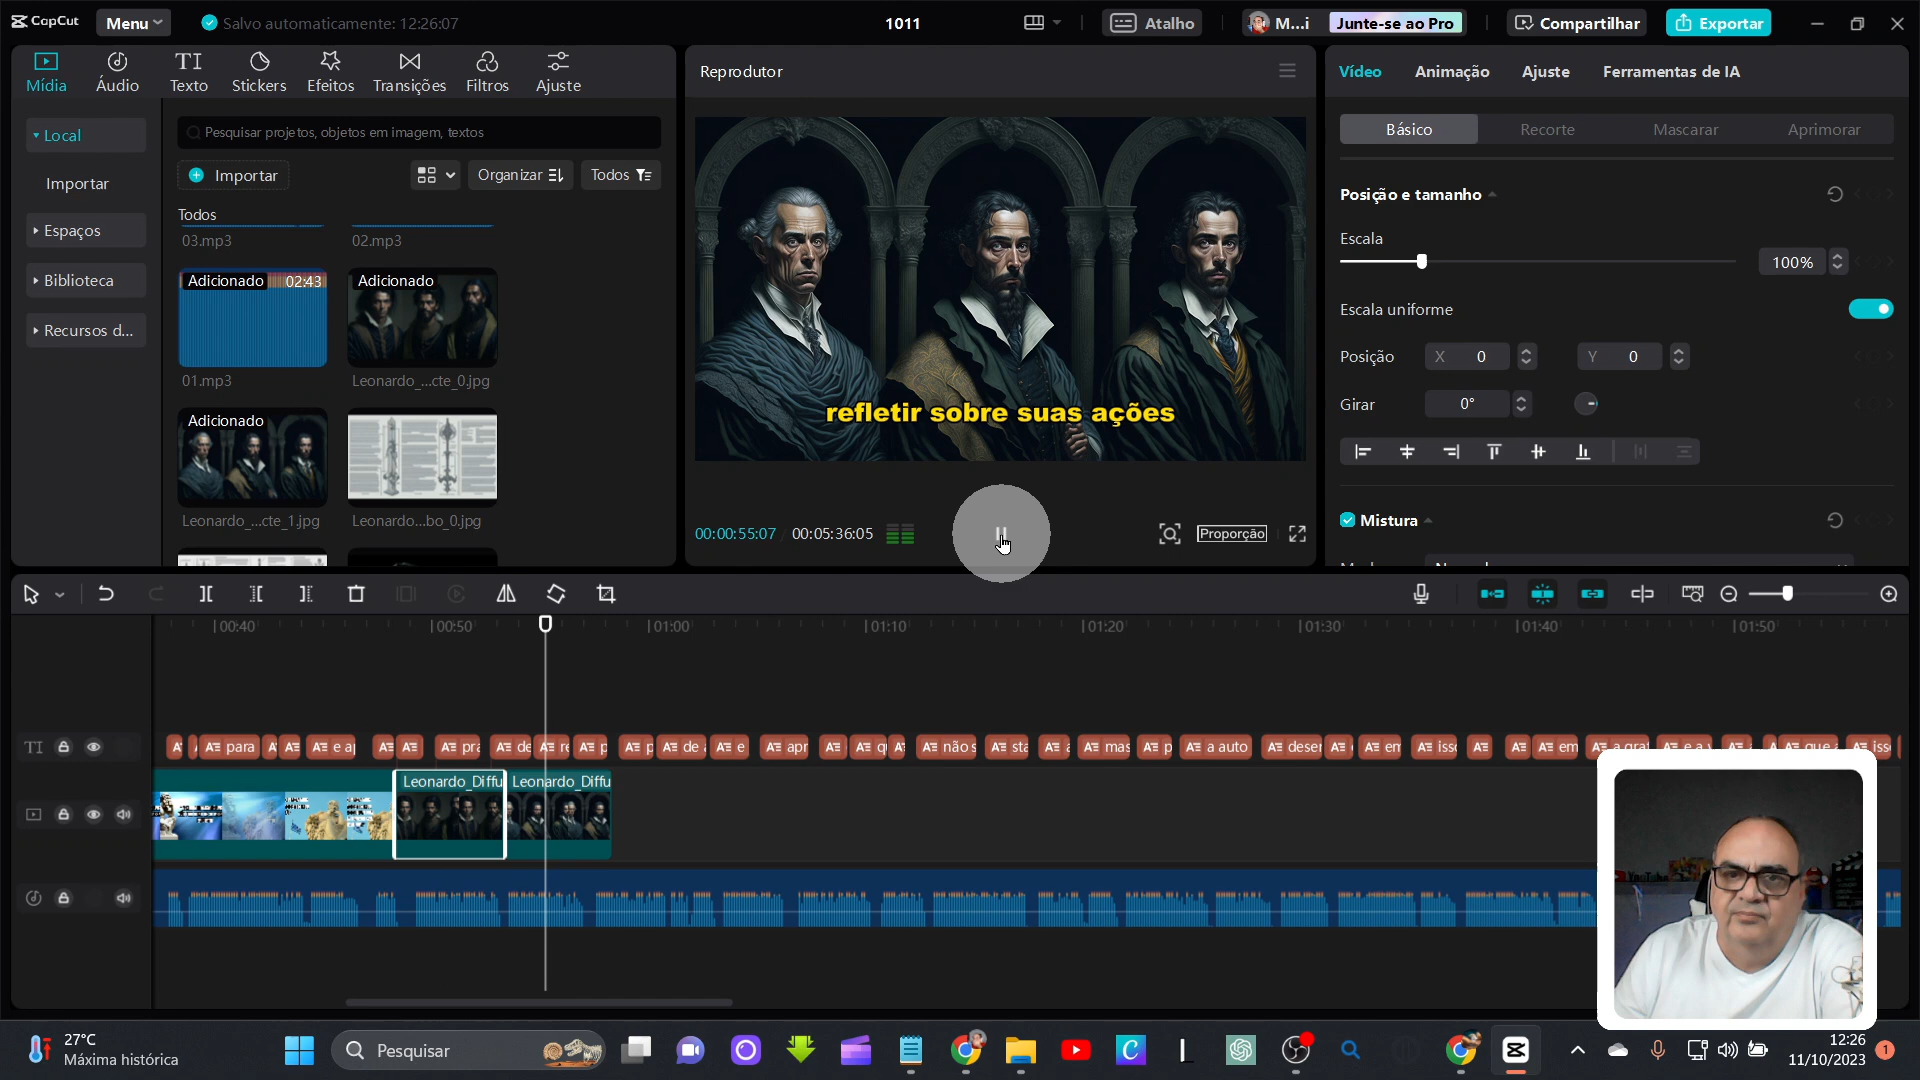 CapCut
Menu
Salvo automaticamente: 12:26:07
1011
Atalho
M...i
Junte-se ao Pro
Compartilhar
Exportar
Mídia
Áudio
Texto
Stickers
Efeitos
Transições
Filtros
Ajuste
Local
Importar
Espaços
Biblioteca
Recursos d...
Pesquisar projetos, objetos em imagem, textos
Importar
Organizar
Todos
Todos
03.mp3
02.mp3
Adicionado
02:43
Adicionado
01.mp3
Leonardo_...cte_0.jpg
Adicionado
Leonardo_...cte_1.jpg
Leonardo...bo_0.jpg
Reprodutor
refletir sobre suas ações
00:00:55:07
00:05:36:05
Proporção
Vídeo
Animação
Ajuste
Ferramentas de IA
Básico
Recorte
Mascarar
Aprimorar
Posição e tamanho
Escala
100%
Escala uniforme
Posição
X 0
Y 0
Girar
0°
Mistura
00:40
00:50
01:00
01:10
01:20
01:30
01:40
01:50
TI
para
e a
pra
de
re
p
p
de
e
apr
não s
sta
mas
p
a auto
deser
em
isso
em
a gra
e a
que a
iss
Leonardo_Diffu
Leonardo_Diffu
27°C
Máxima histórica
Pesquisar
12:26
11/10/2023
1